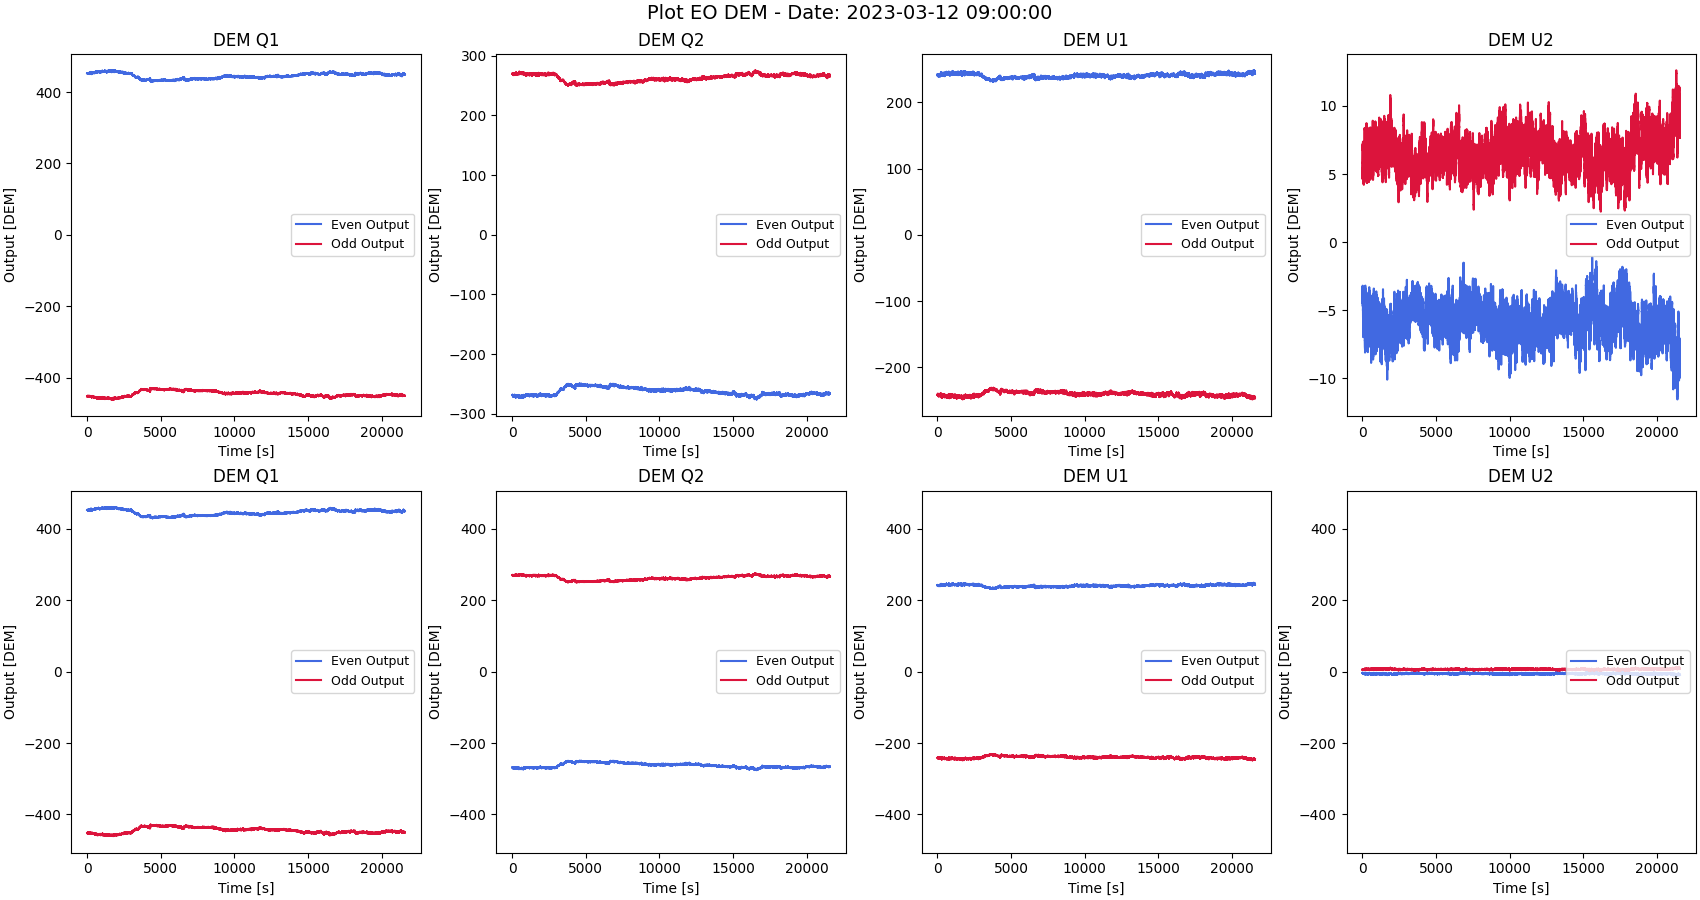 Plot EO DEM - Date: 2023-03-12 09:00:00
DEM Q1
Output [DEM]
400
200
0
−200
−400
Even Output
Odd Output
0 5000 10000 15000 20000
Time [s]
DEM Q2
Output [DEM]
300
200
100
0
−100
−200
−300
Even Output
Odd Output
0 5000 10000 15000 20000
Time [s]
DEM U1
Output [DEM]
200
100
0
−100
−200
Even Output
Odd Output
0 5000 10000 15000 20000
Time [s]
DEM U2
Output [DEM]
10
5
0
−5
−10
Even Output
Odd Output
0 5000 10000 15000 20000
Time [s]
DEM Q1
Output [DEM]
400
200
0
−200
−400
Even Output
Odd Output
0 5000 10000 15000 20000
Time [s]
DEM Q2
Output [DEM]
400
200
0
−200
−400
Even Output
Odd Output
0 5000 10000 15000 20000
Time [s]
DEM U1
Output [DEM]
400
200
0
−200
−400
Even Output
Odd Output
0 5000 10000 15000 20000
Time [s]
DEM U2
Output [DEM]
400
200
0
−200
−400
Even Output
Odd Output
0 5000 10000 15000 20000
Time [s]